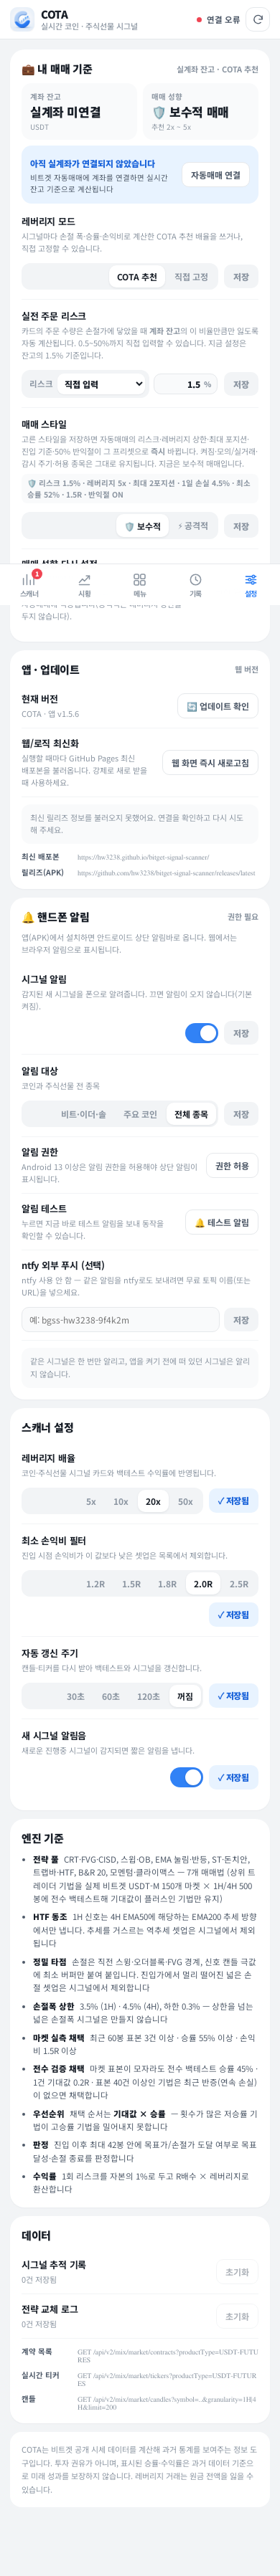 COTA
실시간 코인 · 주식선물 시그널
연결 오류
💼 내 매매 기준
실계좌 잔고 · COTA 추천
계좌 잔고
실계좌 미연결
USDT
매매 성향
🛡️ 보수적 매매
추천 2x ~ 5x
아직 실계좌가 연결되지 않았습니다
비트겟 자동매매에 계좌를 연결하면 실시간
잔고 기준으로 계산됩니다
자동매매 연결
레버리지 모드
시그널마다 손절 폭·승률·손익비로 계산한 COTA 추천 배율을 쓰거나,
직접 고정할 수 있습니다.
COTA 추천
직접 고정
저장
실전 주문 리스크
카드의 주문 수량은 손절가에 닿았을 때 계좌 잔고의 이 비율만큼만 잃도록
자동 계산됩니다. 0.5~50%까지 직접 입력할 수 있습니다. 지금 설정은
잔고의 1.5% 기준입니다.
리스크
직접 입력
1.5 %
저장
매매 스타일
고른 스타일을 저장하면 자동매매의 리스크·레버리지 상한·최대 포지션·
진입 기준·50% 반익절이 그 프리셋으로 즉시 바뀝니다. 켜짐·모의/실거래·
감시 주기·허용 종목은 그대로 유지됩니다. 지금은 보수적 매매입니다.
🛡️ 리스크 1.5% · 레버리지 5x · 최대 2포지션 · 1일 손실 4.5% · 최소
승률 52% · 1.5R · 반익절 ON
🛡️ 보수적
⚡ 공격적
저장
1
스캐너
시황
메뉴
기록
설정
두지 않습니다).
앱 · 업데이트
웹 버전
현재 버전
COTA · 앱 v1.5.6
🔄 업데이트 확인
웹/로직 최신화
실행할 때마다 GitHub Pages 최신
배포본을 불러옵니다. 강제로 새로 받을
때 사용하세요.
웹 화면 즉시 새로고침
최신 릴리즈 정보를 불러오지 못했어요. 연결을 확인하고 다시 시도
해 주세요.
최신 배포본
https://hw3238.github.io/bitget-signal-scanner/
릴리즈(APK)
https://github.com/hw3238/bitget-signal-scanner/releases/latest
🔔 핸드폰 알림
권한 필요
앱(APK)에서 설치하면 안드로이드 상단 알림바로 옵니다. 웹에서는
브라우저 알림으로 표시됩니다.
시그널 알림
감지된 새 시그널을 폰으로 알려줍니다. 끄면 알림이 오지 않습니다(기본
켜짐).
저장
알림 대상
코인과 주식선물 전 종목
비트·이더·솔
주요 코인
전체 종목
저장
알림 권한
Android 13 이상은 알림 권한을 허용해야 상단 알림이
표시됩니다.
권한 허용
알림 테스트
누르면 지금 바로 테스트 알림을 보내 동작을
확인할 수 있습니다.
🔔 테스트 알림
ntfy 외부 푸시 (선택)
ntfy 사용 안 함 — 같은 알림을 ntfy로도 보내려면 무료 토픽 이름(또는
URL)을 넣으세요.
예: bgss-hw3238-9f4k2m
저장
같은 시그널은 한 번만 알리고, 앱을 켜기 전에 떠 있던 시그널은 알리
지 않습니다.
스캐너 설정
레버리지 배율
코인·주식선물 시그널 카드와 백테스트 수익률에 반영됩니다.
5x
10x
20x
50x
✓ 저장됨
최소 손익비 필터
진입 시점 손익비가 이 값보다 낮은 셋업은 목록에서 제외합니다.
1.2R
1.5R
1.8R
2.0R
2.5R
✓ 저장됨
자동 갱신 주기
캔들·티커를 다시 받아 백테스트와 시그널을 갱신합니다.
30초
60초
120초
꺼짐
✓ 저장됨
새 시그널 알림음
새로운 진행중 시그널이 감지되면 짧은 알림을 냅니다.
✓ 저장됨
엔진 기준
• 전략 풀 CRT·FVG·CISD, 스윕·OB, EMA 눌림·반등, ST·돈치안,
트랩바·HTF, B&R 20, 모멘텀·클라이맥스 — 7개 매매법 (상위 트
레이더 기법을 실제 비트겟 USDT-M 150개 마켓 × 1H/4H 500
봉에 전수 백테스트해 기대값이 플러스인 기법만 유지)
• HTF 동조 1H 신호는 4H EMA50에 해당하는 EMA200 추세 방향
에서만 냅니다. 추세를 거스르는 역추세 셋업은 시그널에서 제외
됩니다
• 정밀 타점 손절은 직전 스윙·오더블록·FVG 경계, 신호 캔들 극값
에 최소 버퍼만 붙여 붙입니다. 진입가에서 멀리 떨어진 넓은 손
절 셋업은 시그널에서 제외합니다
• 손절폭 상한 3.5% (1H) · 4.5% (4H), 하한 0.3% — 상한을 넘는
넓은 손절폭 시그널은 만들지 않습니다
• 마켓 실측 채택 최근 60봉 표본 3건 이상 · 승률 55% 이상 · 손익
비 1.5R 이상
• 전수 검증 채택 마켓 표본이 모자라도 전수 백테스트 승률 45% ·
1건 기대값 0.2R · 표본 40건 이상인 기법은 최근 반증(연속 손실)
이 없으면 채택합니다
• 우선순위 채택 순서는 기대값 × 승률 — 횟수가 많은 저승률 기
법이 고승률 기법을 밀어내지 못합니다
• 판정 진입 이후 최대 42봉 안에 목표가/손절가 도달 여부로 목표
달성·손절 종료를 판정합니다
• 수익률 1회 리스크를 자본의 1%로 두고 R배수 × 레버리지로
환산합니다
데이터
시그널 추적 기록
0건 저장됨
초기화
전략 교체 로그
0건 저장됨
초기화
계약 목록
GET /api/v2/mix/market/contracts?productType=USDT-FUTU
RES
실시간 티커
GET /api/v2/mix/market/tickers?productType=USDT-FUTUR
ES
캔들
GET /api/v2/mix/market/candles?symbol=..&granularity=1H|4
H&limit=200
COTA는 비트겟 공개 시세 데이터를 계산해 과거 통계를 보여주는 정보 도
구입니다. 투자 권유가 아니며, 표시된 승률·수익률은 과거 데이터 기준으
로 미래 성과를 보장하지 않습니다. 레버리지 거래는 원금 전액을 잃을 수
있습니다.